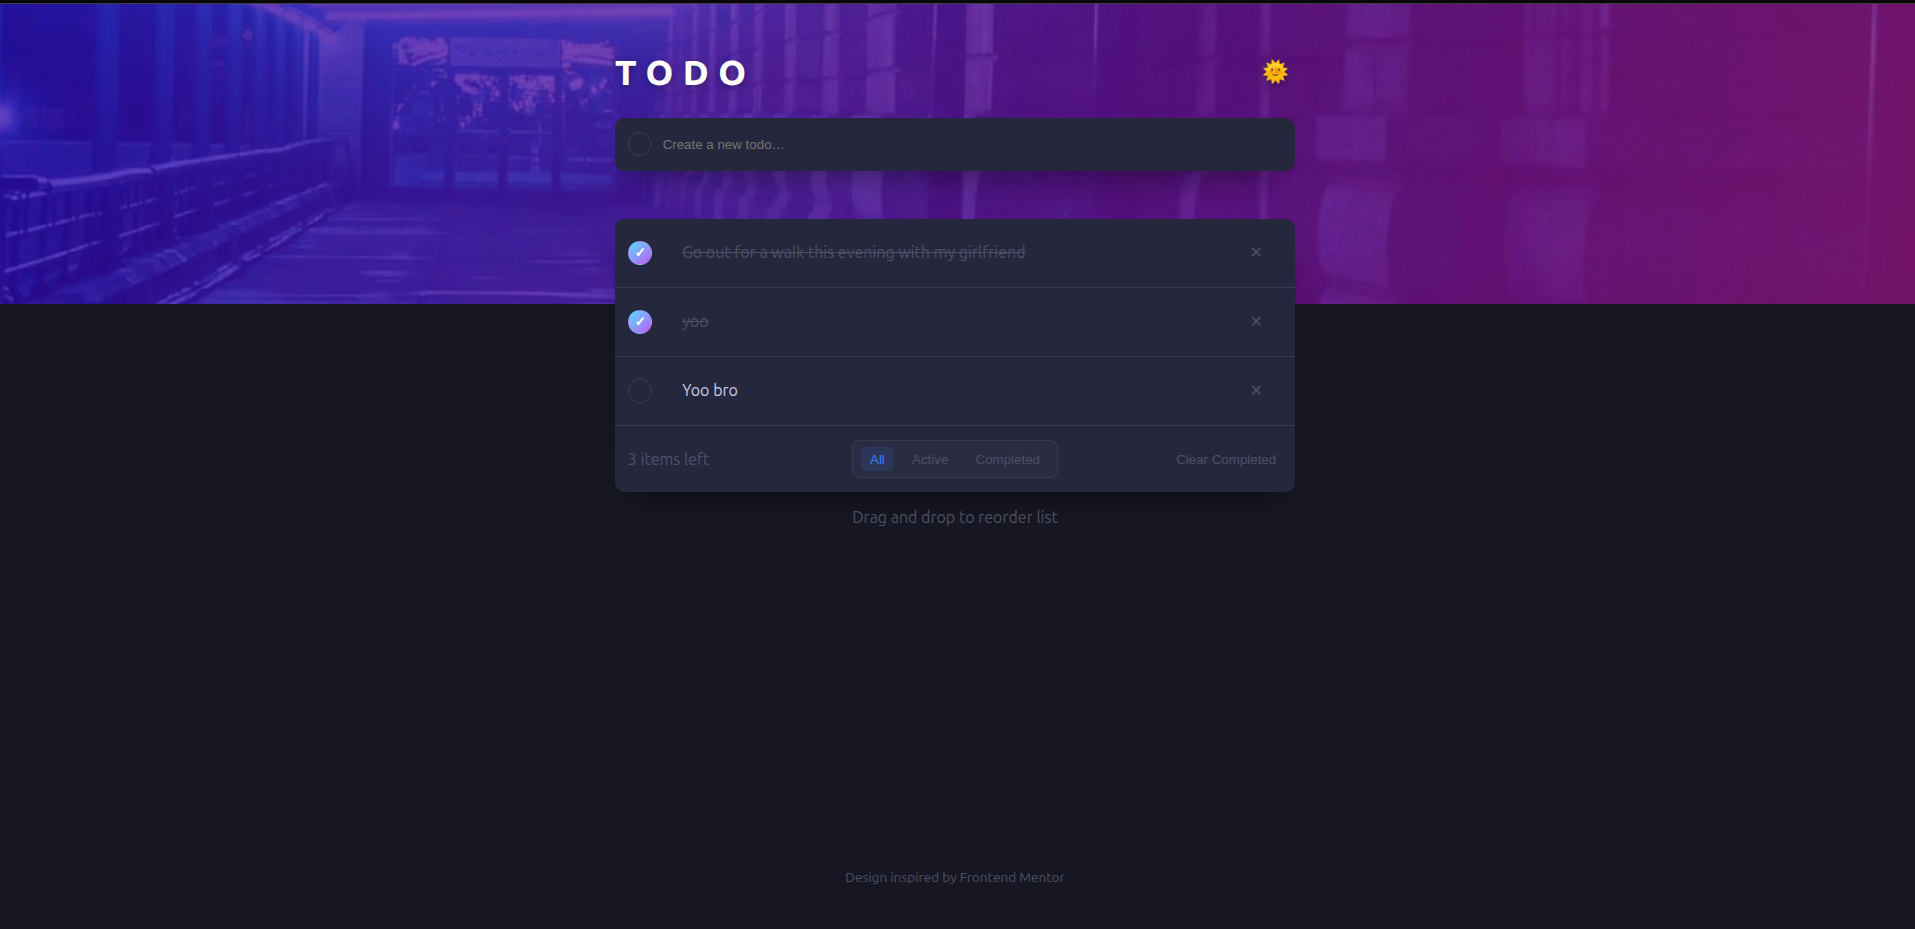 TODO
Create a new todo...
Go out for a walk this evening with my girlfriend
yoo
Yoo bro
3 items left
All Active Completed
Clear Completed
Drag and drop to reorder list
Design inspired by Frontend Mentor